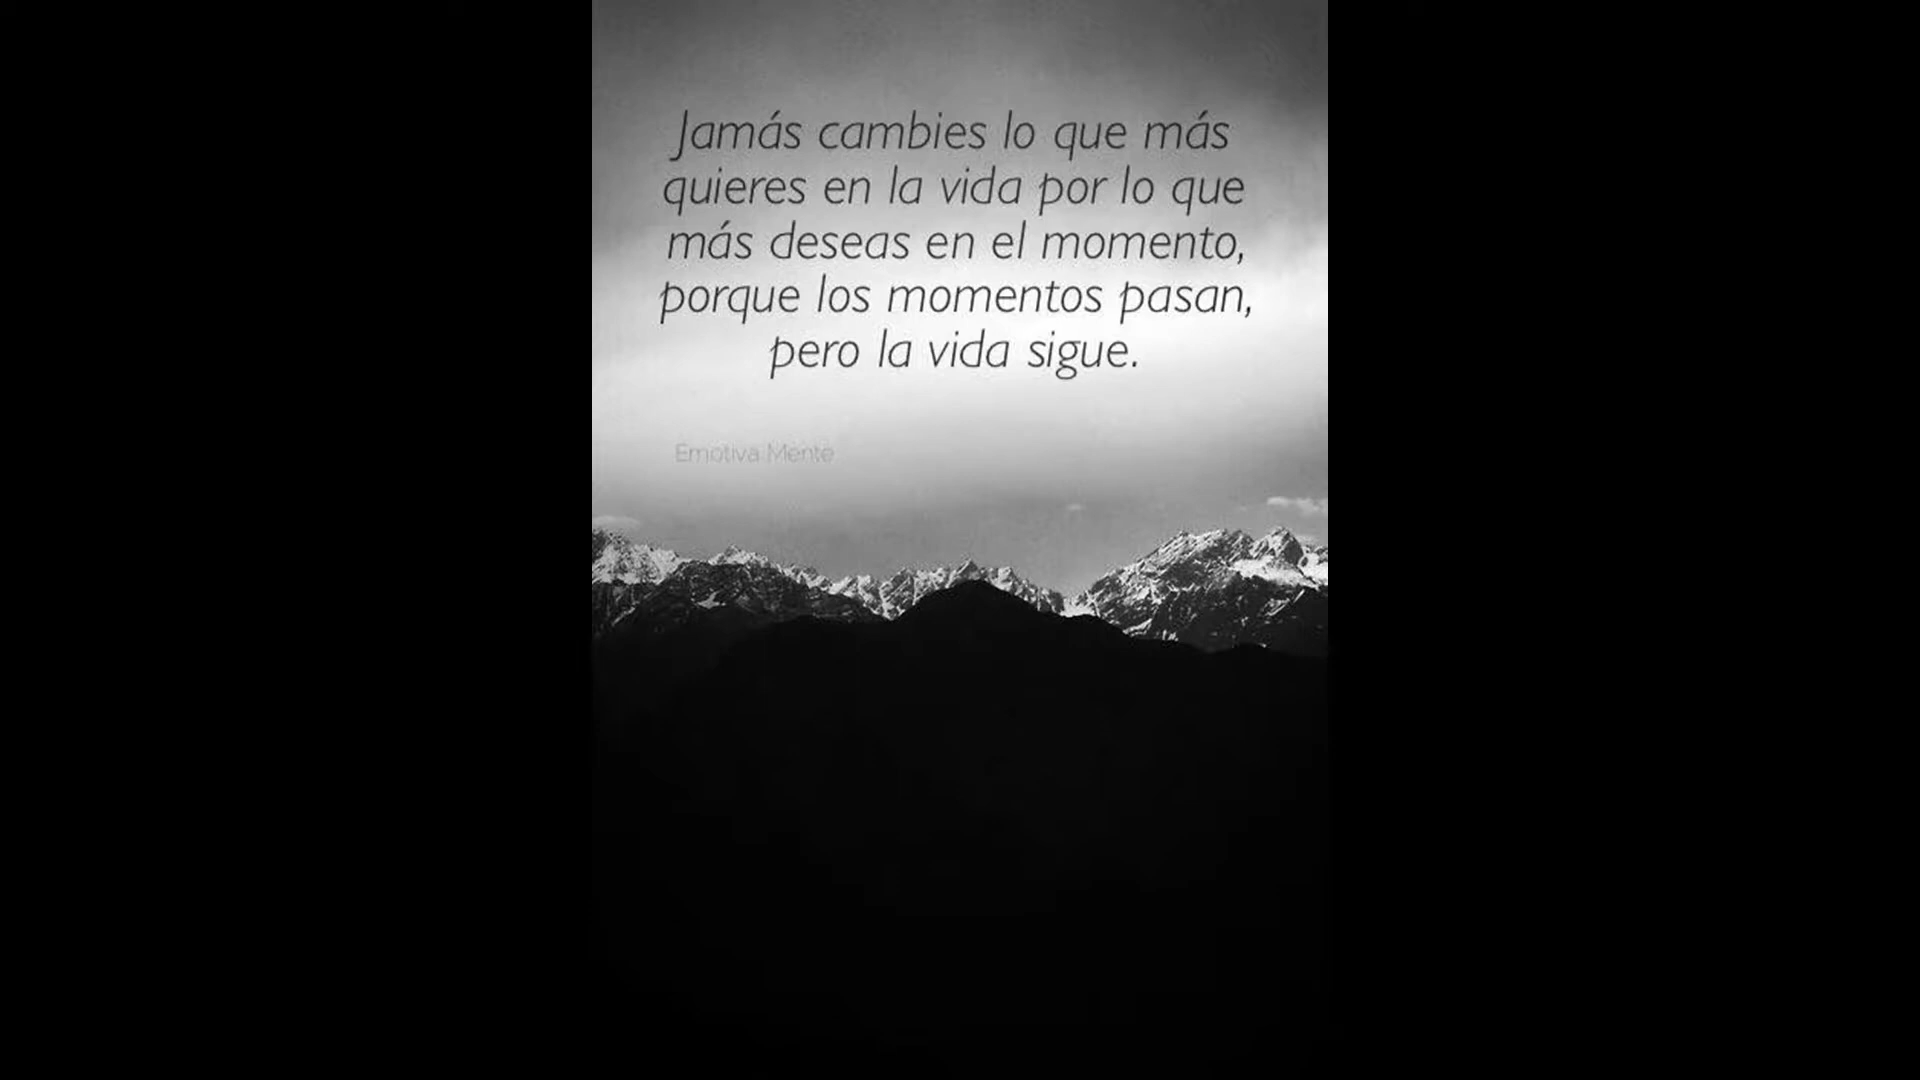 Jamás cambies lo que más
quieres en la vida por lo que
más deseas en el momento,
porque los momentos pasan,
pero la vida sigue.
Emotiva Mente